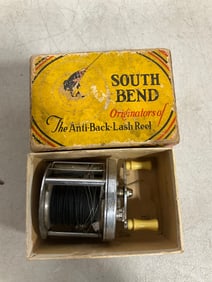 SOUTH
BEND
Originators of
The Anti-Back-Lash Reel